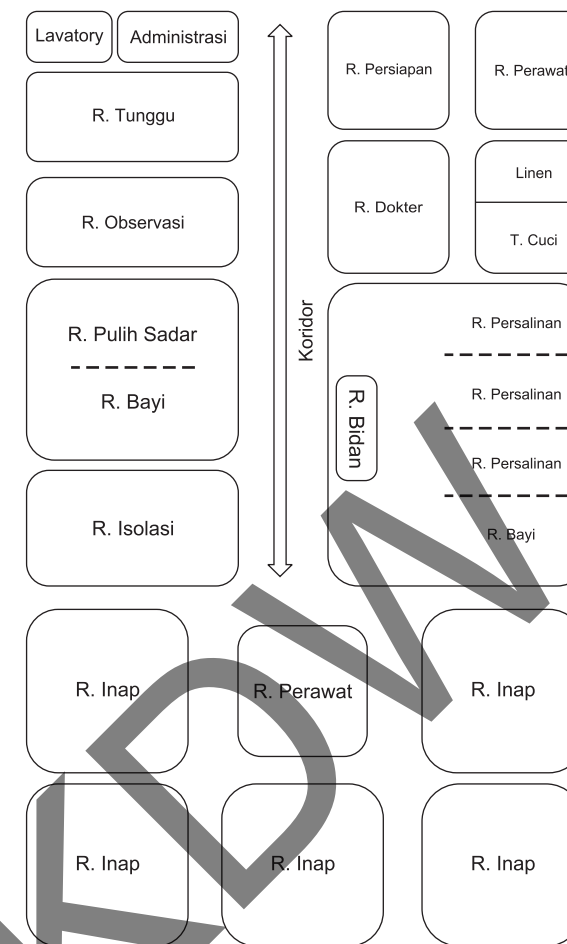 Lavatory
Administrasi
R. Persiapan
R. Perawat
R. Tunggu
R. Dokter
Linen
T. Cuci
R. Observasi
R. Pulih Sadar
R. Bayi
Koridor
R. Bidan
R. Persalinan
R. Persalinan
R. Persalinan
R. Bayi
R. Isolasi
R. Inap
R. Perawat
R. Inap
R. Inap
R. Inap
R. Inap
KDW